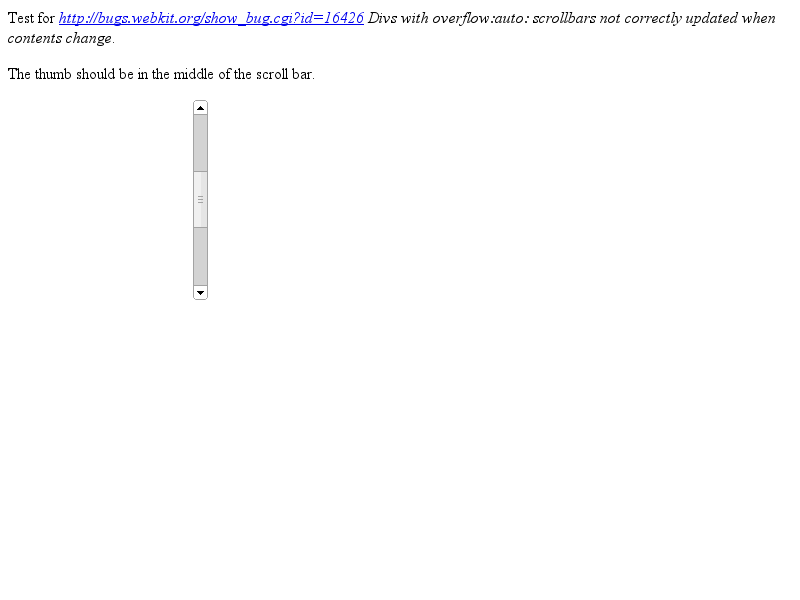 Test for http://bugs.webkit.org/show_bug.cgi?id=16426 Divs with overflow:auto: scrollbars not correctly updated when
contents change.
The thumb should be in the middle of the scroll bar.